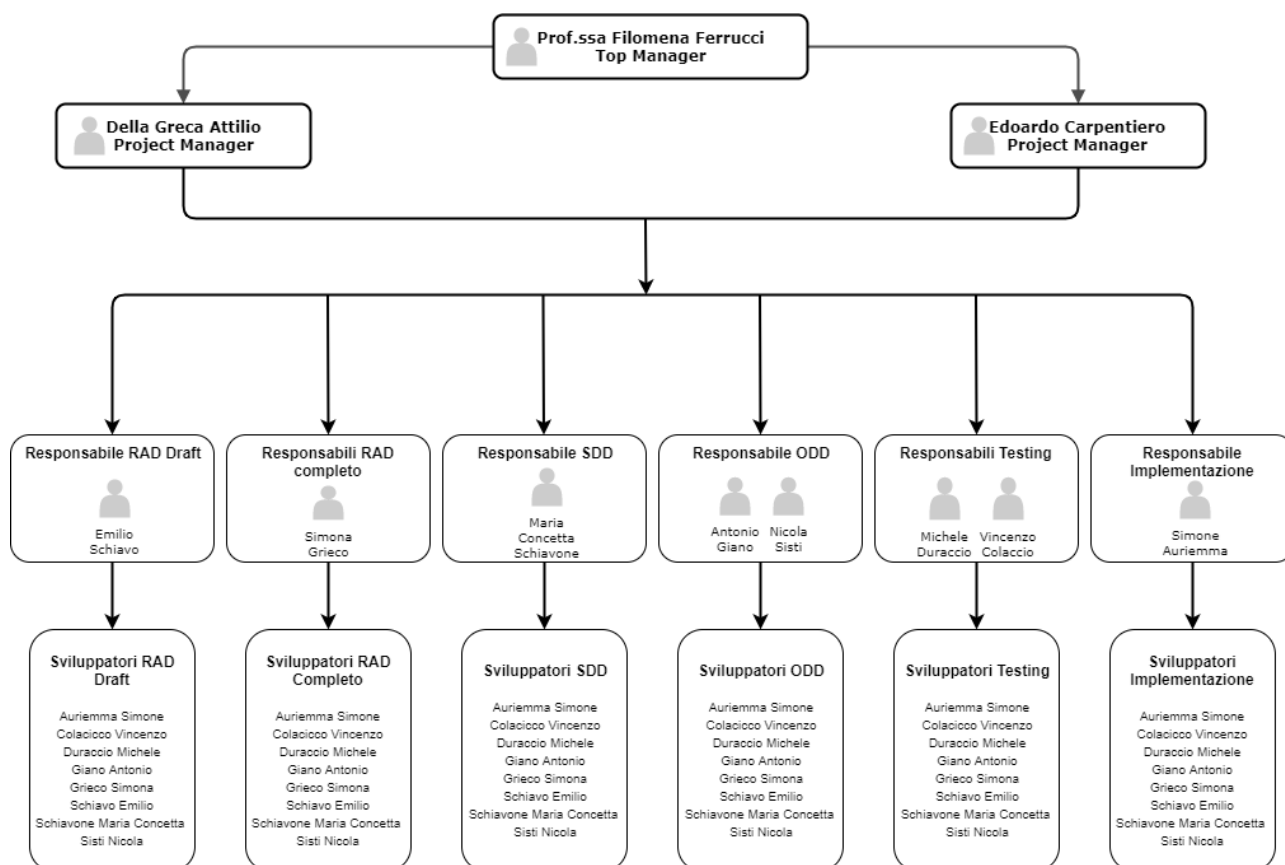 Prof.ssa Filomena Ferrucci
Top Manager
Della Greca Attilio
Project Manager
Edoardo Carpentiero
Project Manager
Responsabile RAD Draft
Emilio
Schiavo
Responsabili RAD
completo
Simona
Grieco
Responsabile SDD
Maria
Concetta
Schiavone
Responsabile ODD
Antonio
Giano
Nicola
Sisti
Responsabili Testing
Michele
Duraccio
Vincenzo
Colaccio
Responsabile
Implementazione
Simone
Auriemma
Sviluppatori RAD
Draft
Auriemma Simone
Colacicco Vincenzo
Duraccio Michele
Giano Antonio
Grieco Simona
Schiavo Emilio
Schiavone Maria Concetta
Sisti Nicola
Sviluppatori RAD
Completo
Auriemma Simone
Colacicco Vincenzo
Duraccio Michele
Giano Antonio
Grieco Simona
Schiavo Emilio
Schiavone Maria Concetta
Sisti Nicola
Sviluppatori SDD
Auriemma Simone
Colacicco Vincenzo
Duraccio Michele
Giano Antonio
Grieco Simona
Schiavo Emilio
Schiavone Maria Concetta
Sisti Nicola
Sviluppatori ODD
Auriemma Simone
Colacicco Vincenzo
Duraccio Michele
Giano Antonio
Grieco Simona
Schiavo Emilio
Schiavone Maria Concetta
Sisti Nicola
Sviluppatori Testing
Auriemma Simone
Colacicco Vincenzo
Duraccio Michele
Giano Antonio
Grieco Simona
Schiavo Emilio
Schiavone Maria Concetta
Sisti Nicola
Sviluppatori
Implementazione
Auriemma Simone
Colacicco Vincenzo
Duraccio Michele
Giano Antonio
Grieco Simona
Schiavo Emilio
Schiavone Maria Concetta
Sisti Nicola